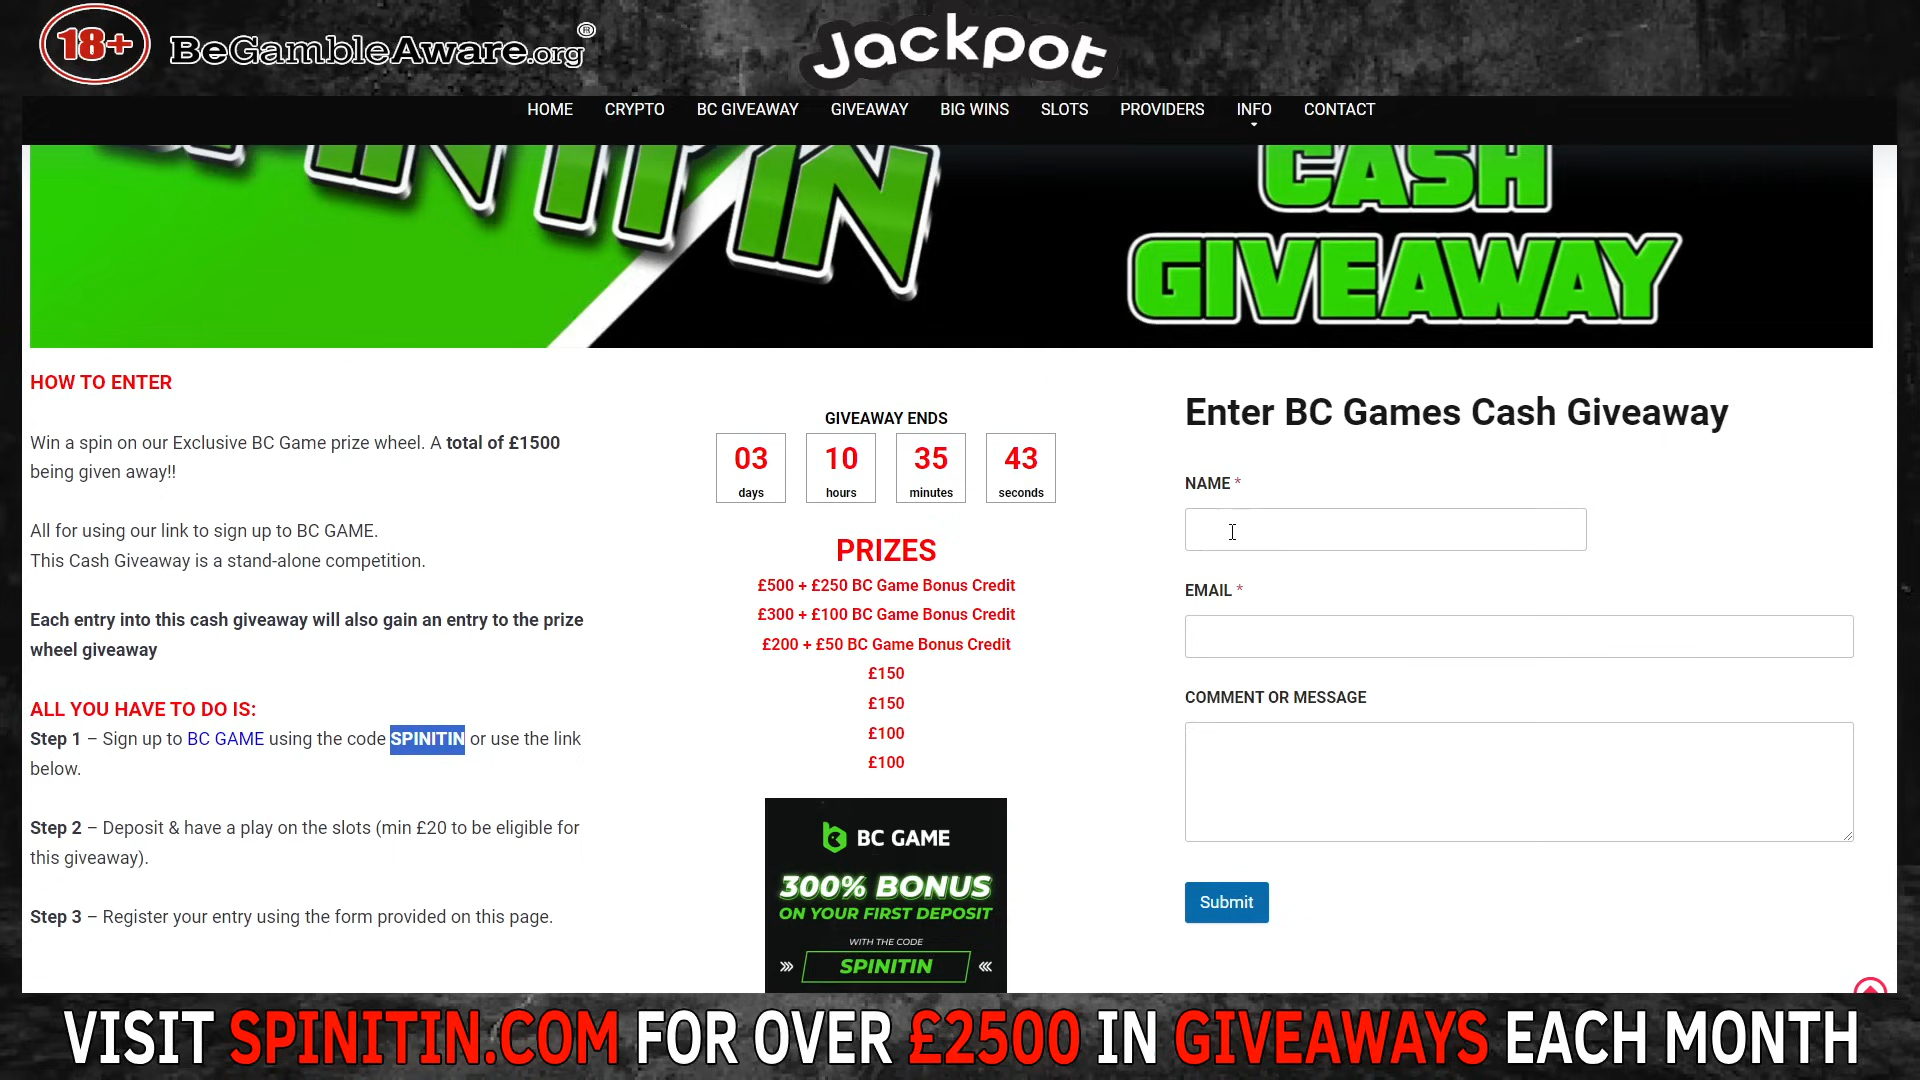 18+ BeGambleAware.org®
Jackpot
HOME CRYPTO BC GIVEAWAY GIVEAWAY BIG WINS SLOTS PROVIDERS INFO CONTACT
CASH
GIVEAWAY
HOW TO ENTER
Win a spin on our Exclusive BC Game prize wheel. A total of £1500
being given away!!
All for using our link to sign up to BC GAME.
This Cash Giveaway is a stand-alone competition.
Each entry into this cash giveaway will also gain an entry to the prize
wheel giveaway
ALL YOU HAVE TO DO IS:
Step 1 – Sign up to BC GAME using the code SPINITIN or use the link
below.
Step 2 – Deposit & have a play on the slots (min £20 to be eligible for
this giveaway).
Step 3 – Register your entry using the form provided on this page.
GIVEAWAY ENDS
03 10 35 43
days hours minutes seconds
PRIZES
£500 + £250 BC Game Bonus Credit
£300 + £100 BC Game Bonus Credit
£200 + £50 BC Game Bonus Credit
£150
£150
£100
£100
BC GAME
300% BONUS
ON YOUR FIRST DEPOSIT
WITH THE CODE
SPINITIN
Enter BC Games Cash Giveaway
NAME *
EMAIL *
COMMENT OR MESSAGE
Submit
VISIT SPINITIN.COM FOR OVER £2500 IN GIVEAWAYS EACH MONTH